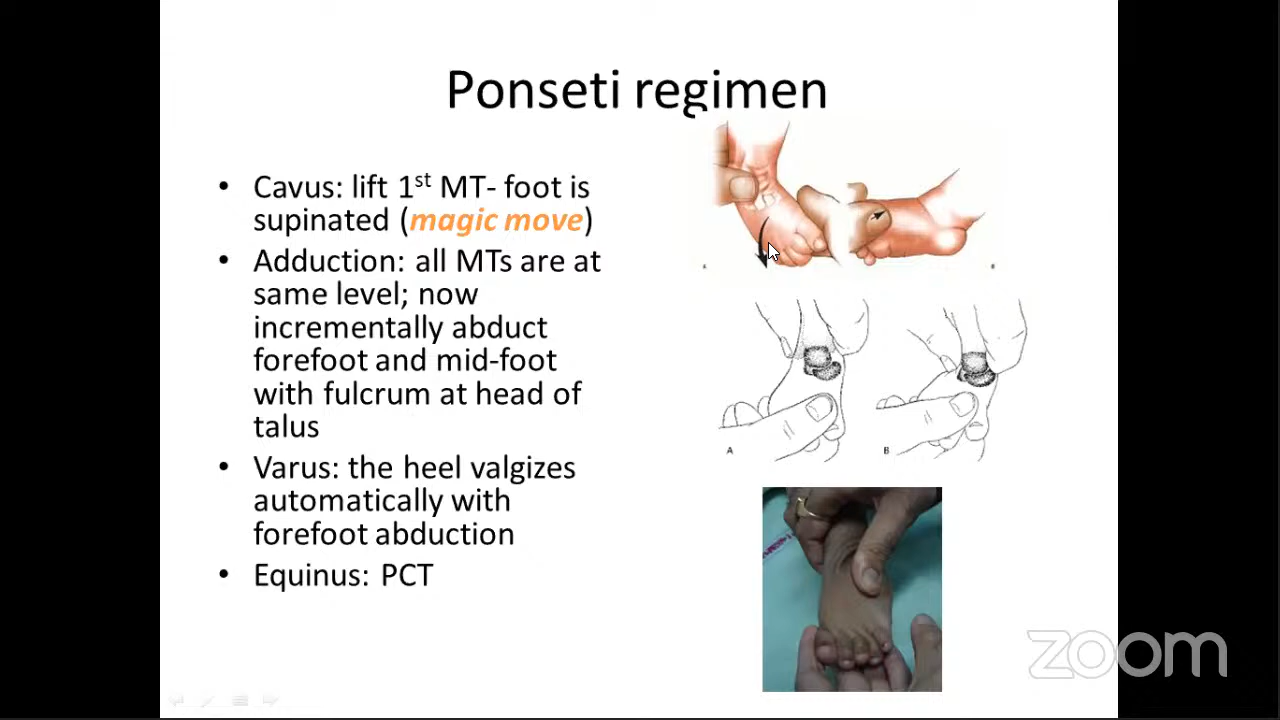 Ponseti regimen
• Cavus: lift 1st MT- foot is
supinated (magic move)
• Adduction: all MTs are at
same level; now
incrementally abduct
forefoot and mid-foot
with fulcrum at head of
talus
• Varus: the heel valgizes
automatically with
forefoot abduction
• Equinus: PCT
A
B
A
B
zoom